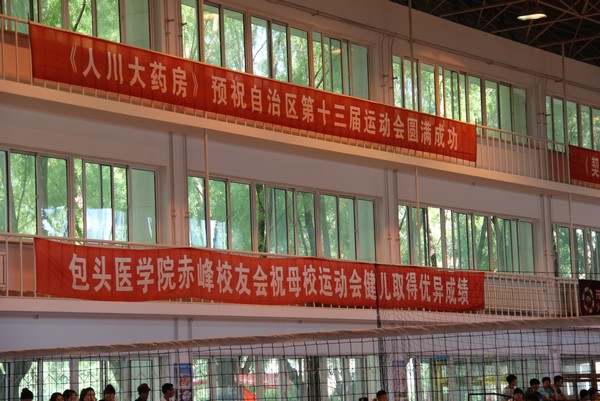 《人川大药房》预祝自治区第十三届运动会圆满成功
（契
包头医学院赤峰校友会祝母校运动会健儿取得优异成绩